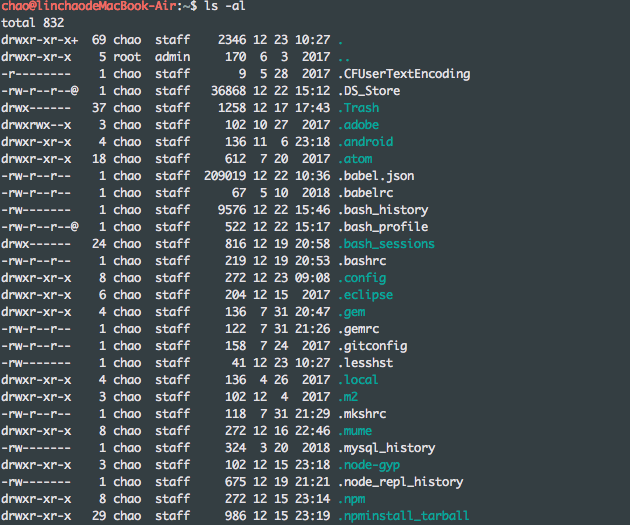 chao@linchaodeMacBook-Air:~$ ls -al
total 832
drwxr-xr-x+  69 chao  staff    2346 12 23 10:27 .
drwxr-xr-x    5 root  admin     170  6  3  2017 ..
-r--------    1 chao  staff       9  5 28  2017 .CFUserTextEncoding
-rw-r--r--@   1 chao  staff   36868 12 22 15:12 .DS_Store
drwx------   37 chao  staff    1258 12 17 17:43 .Trash
drwxrwx--x    3 chao  staff     102 10 27  2017 .adobe
drwxr-xr-x    4 chao  staff     136 11  6 23:18 .android
drwxr-xr-x   18 chao  staff     612  7 20  2017 .atom
-rw-r--r--    1 chao  staff  209019 12 22 10:36 .babel.json
-rw-r--r--    1 chao  staff      67  5 10  2018 .babelrc
-rw-------    1 chao  staff    9576 12 22 15:46 .bash_history
-rw-r--r--@   1 chao  staff     522 12 22 15:17 .bash_profile
drwx------   24 chao  staff     816 12 19 20:58 .bash_sessions
-rw-r--r--    1 chao  staff     219 12 19 20:53 .bashrc
drwxr-xr-x    8 chao  staff     272 12 23 09:08 .config
drwxr-xr-x    6 chao  staff     204 12 15  2017 .eclipse
drwxr-xr-x    4 chao  staff     136  7 31 20:47 .gem
-rw-r--r--    1 chao  staff     122  7 31 21:26 .gemrc
-rw-r--r--    1 chao  staff     158  7 24  2017 .gitconfig
-rw-------    1 chao  staff      41 12 23 10:27 .lesshst
drwxr-xr-x    4 chao  staff     136  4 26  2017 .local
drwxr-xr-x    3 chao  staff     102 12  4  2017 .m2
-rw-r--r--    1 chao  staff     118  7 31 21:29 .mkshrc
drwxr-xr-x    8 chao  staff     272 12 16 22:46 .mume
-rw-------    1 chao  staff     324  3 20  2018 .mysql_history
drwxr-xr-x    3 chao  staff     102 12 15 23:18 .node-gyp
-rw-------    1 chao  staff     675 12 19 21:21 .node_repl_history
drwxr-xr-x    8 chao  staff     272 12 15 23:14 .npm
drwxr-xr-x   29 chao  staff     986 12 15 23:19 .npminstall_tarball